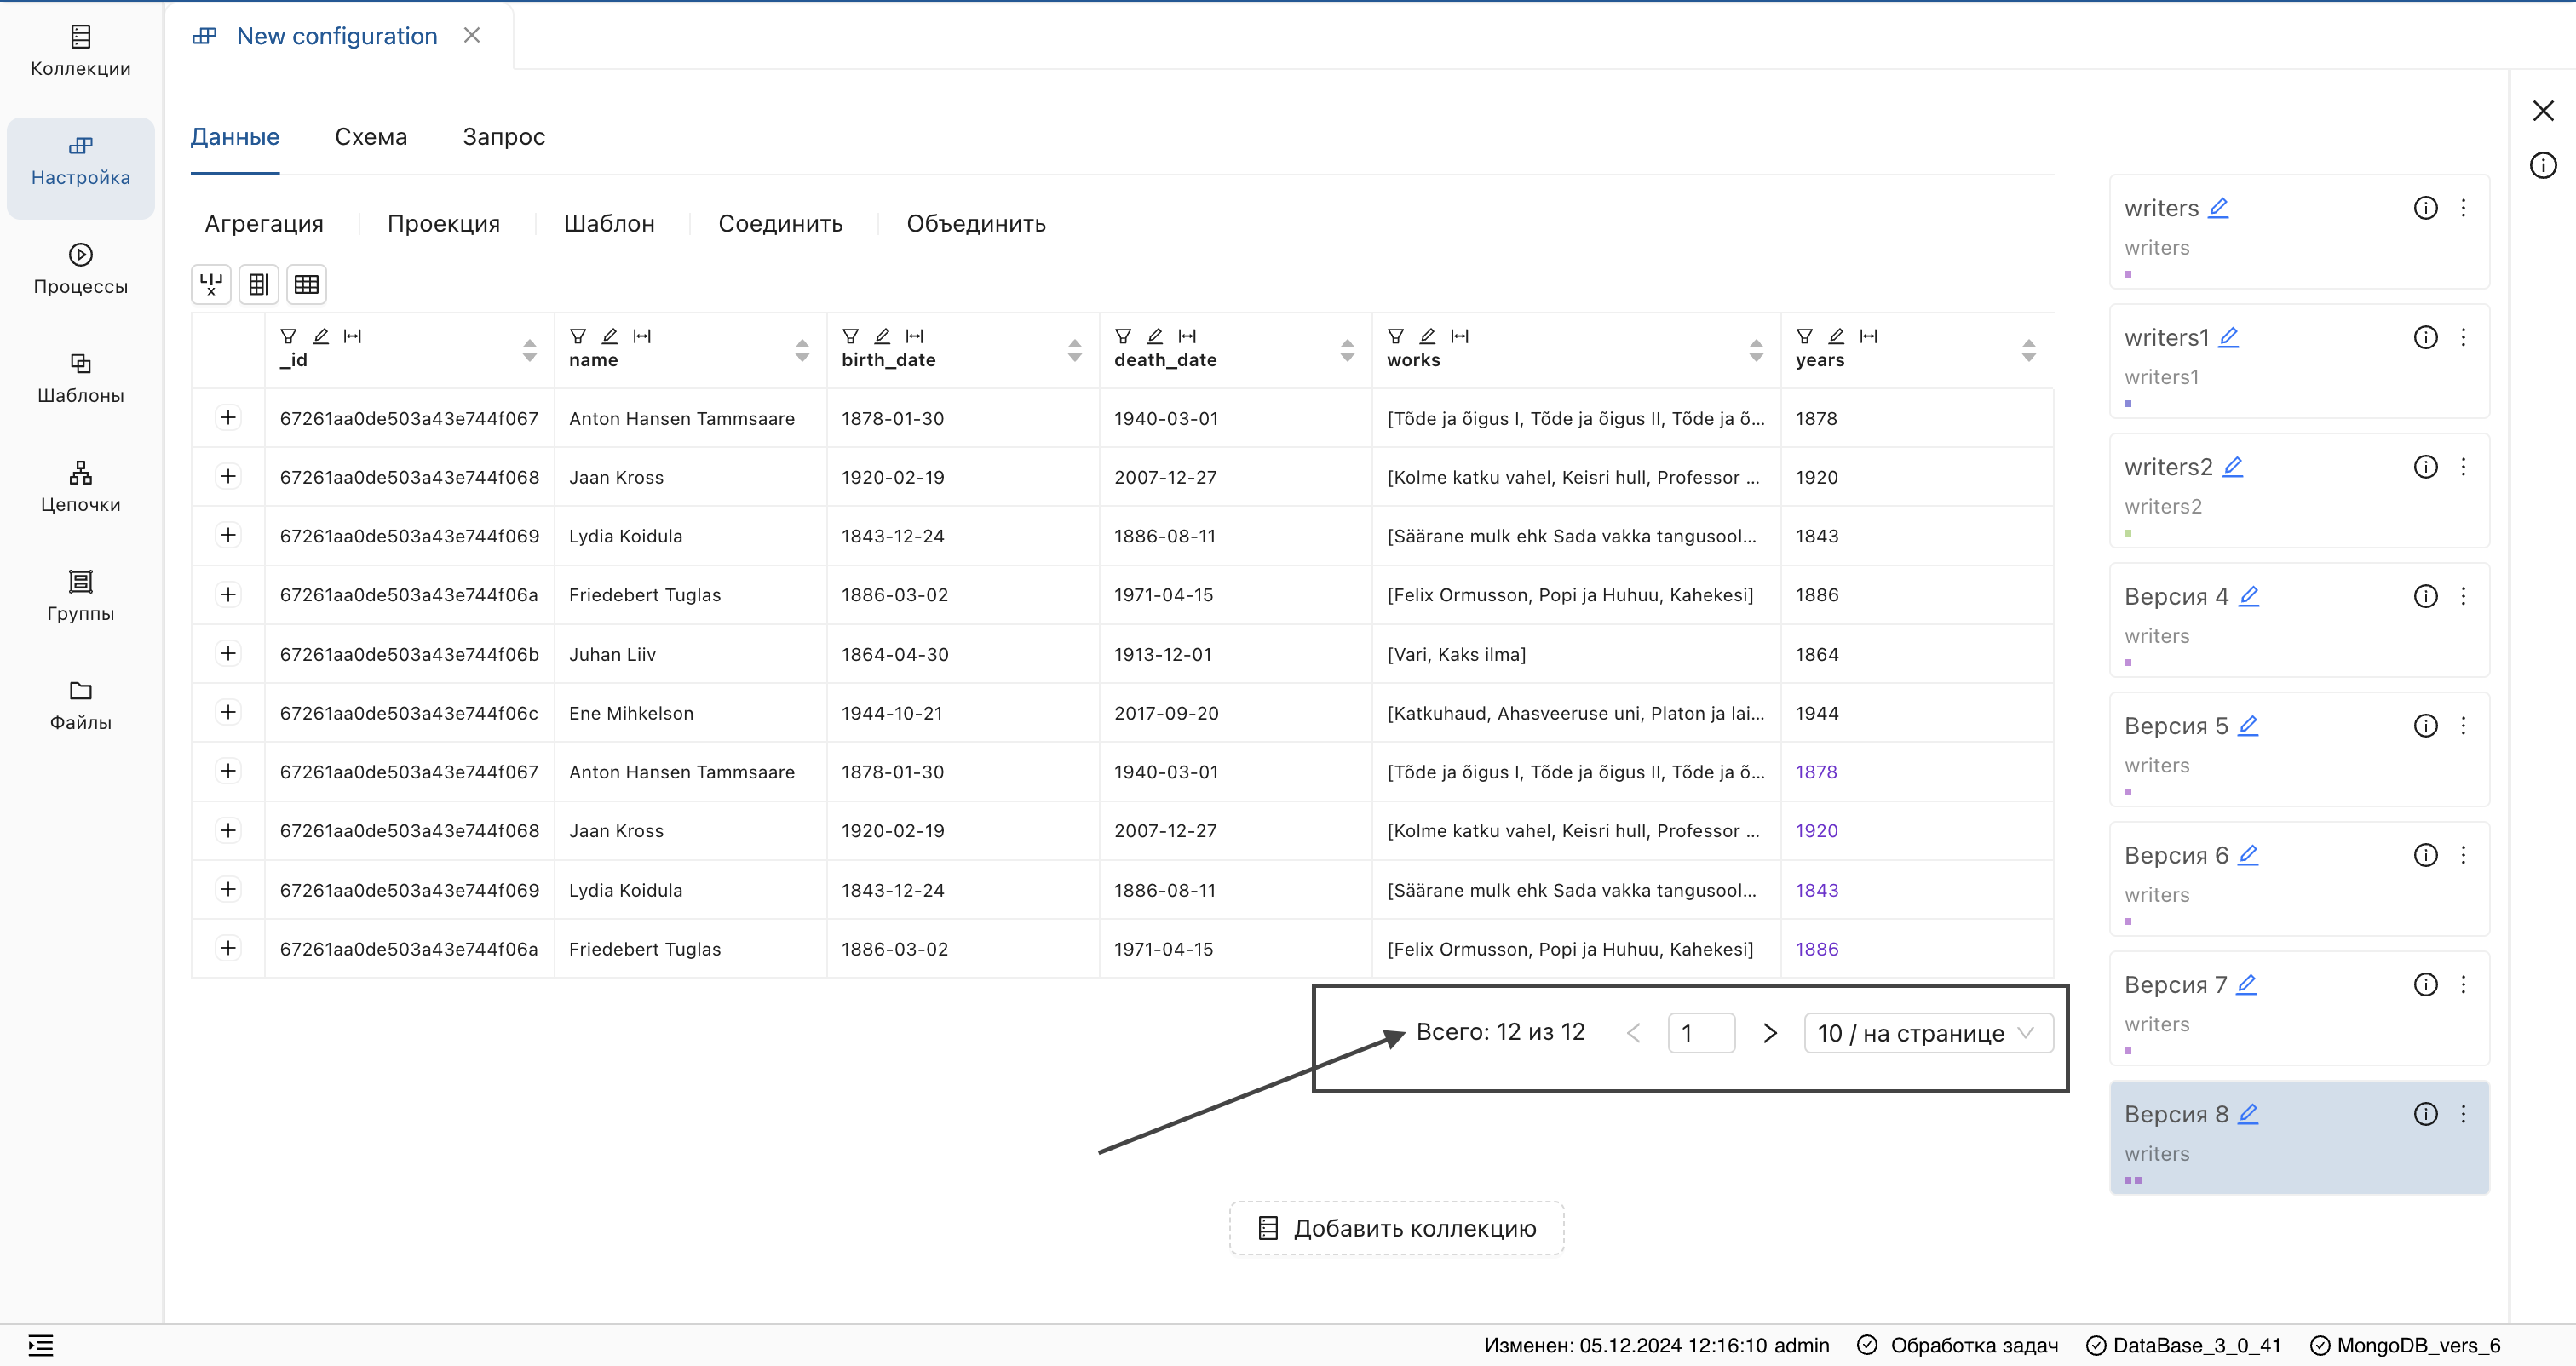 New configuration
Коллекции
Настройка
Процессы
Шаблоны
Цепочки
Группы
Файлы
Данные Схема Запрос
Агрегация Проекция Шаблон Соединить Объединить
_id name birth_date death_date works years
67261aa0de503a43e744f067 Anton Hansen Tammsaare 1878-01-30 1940-03-01 [Tõde ja õigus I, Tõde ja õigus II, Tõde ja õ... 1878
67261aa0de503a43e744f068 Jaan Kross 1920-02-19 2007-12-27 [Kolme katku vahel, Keisri hull, Professor ... 1920
67261aa0de503a43e744f069 Lydia Koidula 1843-12-24 1886-08-11 [Säärane mulk ehk Sada vakka tangusool... 1843
67261aa0de503a43e744f06a Friedebert Tuglas 1886-03-02 1971-04-15 [Felix Ormusson, Popi ja Huhuu, Kahekesi] 1886
67261aa0de503a43e744f06b Juhan Liiv 1864-04-30 1913-12-01 [Vari, Kaks ilma] 1864
67261aa0de503a43e744f06c Ene Mihkelson 1944-10-21 2017-09-20 [Katkuhaud, Ahasveeruse uni, Platon ja lai... 1944
67261aa0de503a43e744f067 Anton Hansen Tammsaare 1878-01-30 1940-03-01 [Tõde ja õigus I, Tõde ja õigus II, Tõde ja õ... 1878
67261aa0de503a43e744f068 Jaan Kross 1920-02-19 2007-12-27 [Kolme katku vahel, Keisri hull, Professor ... 1920
67261aa0de503a43e744f069 Lydia Koidula 1843-12-24 1886-08-11 [Säärane mulk ehk Sada vakka tangusool... 1843
67261aa0de503a43e744f06a Friedebert Tuglas 1886-03-02 1971-04-15 [Felix Ormusson, Popi ja Huhuu, Kahekesi] 1886
Всего: 12 из 12 1 10 / на странице
Добавить коллекцию
writers
writers
writers1
writers1
writers2
writers2
Версия 4
writers
Версия 5
writers
Версия 6
writers
Версия 7
writers
Версия 8
writers
Изменен: 05.12.2024 12:16:10 admin Обработка задач DataBase_3_0_41 MongoDB_vers_6